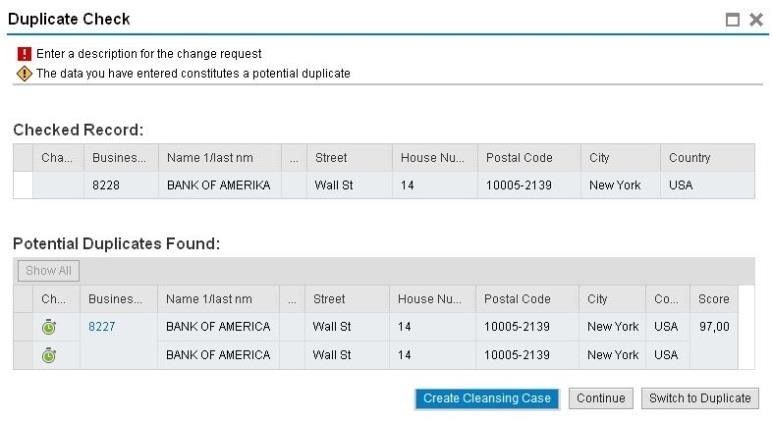 Duplicate Check
Enter a description for the change request
The data you have entered constitutes a potential duplicate
Checked Record:
Cha... Busines... Name 1/last nm ... Street House Nu... Postal Code City Country
8228 BANK OF AMERIKA Wall St 14 10005-2139 New York USA
Potential Duplicates Found:
Show All
Ch... Busines... Name 1/last nm ... Street House Nu... Postal Code City Co... Score
8227 BANK OF AMERICA Wall St 14 10005-2139 New York USA 97,00
BANK OF AMERICA Wall St 14 10005-2139 New York USA
Create Cleansing Case Continue Switch to Duplicate